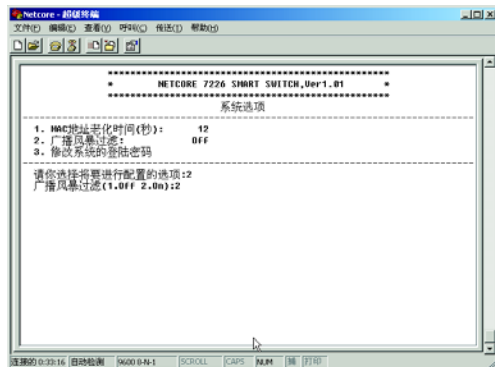 Netcore - 超级终端
文件(F) 编辑(E) 查看(V) 呼叫(C) 传送(T) 帮助(H)
****************************************************
* NETCORE 7226 SMART SWITCH,Ver1.01 *
****************************************************
系统选项
1. MAC地址老化时间(秒): 12
2. 广播风暴过滤: Off
3. 修改系统的登陆密码
请你选择将要进行配置的选项:2
广播风暴过滤(1.Off 2.On):2
连接的 0:33:16 自动检测 9600 8-N-1 SCROLL CAPS NUM 捕 打印